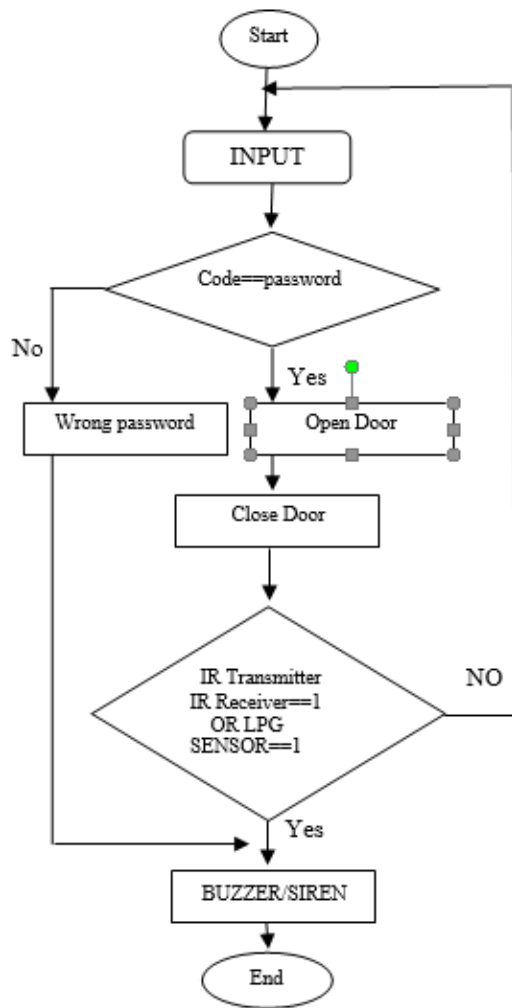 Start
INPUT
Code==password
No
Yes
Wrong password
Open Door
Close Door
IR Transmitter
IR Receiver==1
OR LPG
SENSOR==1
NO
Yes
BUZZER/SIREN
End